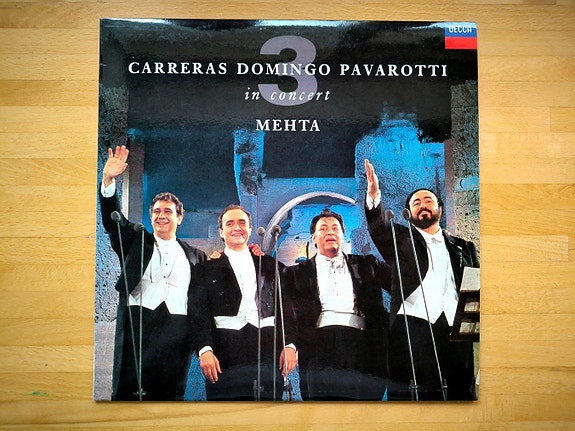 DECCA
3
CARRERAS DOMINGO PAVAROTTI
in concert
MEHTA